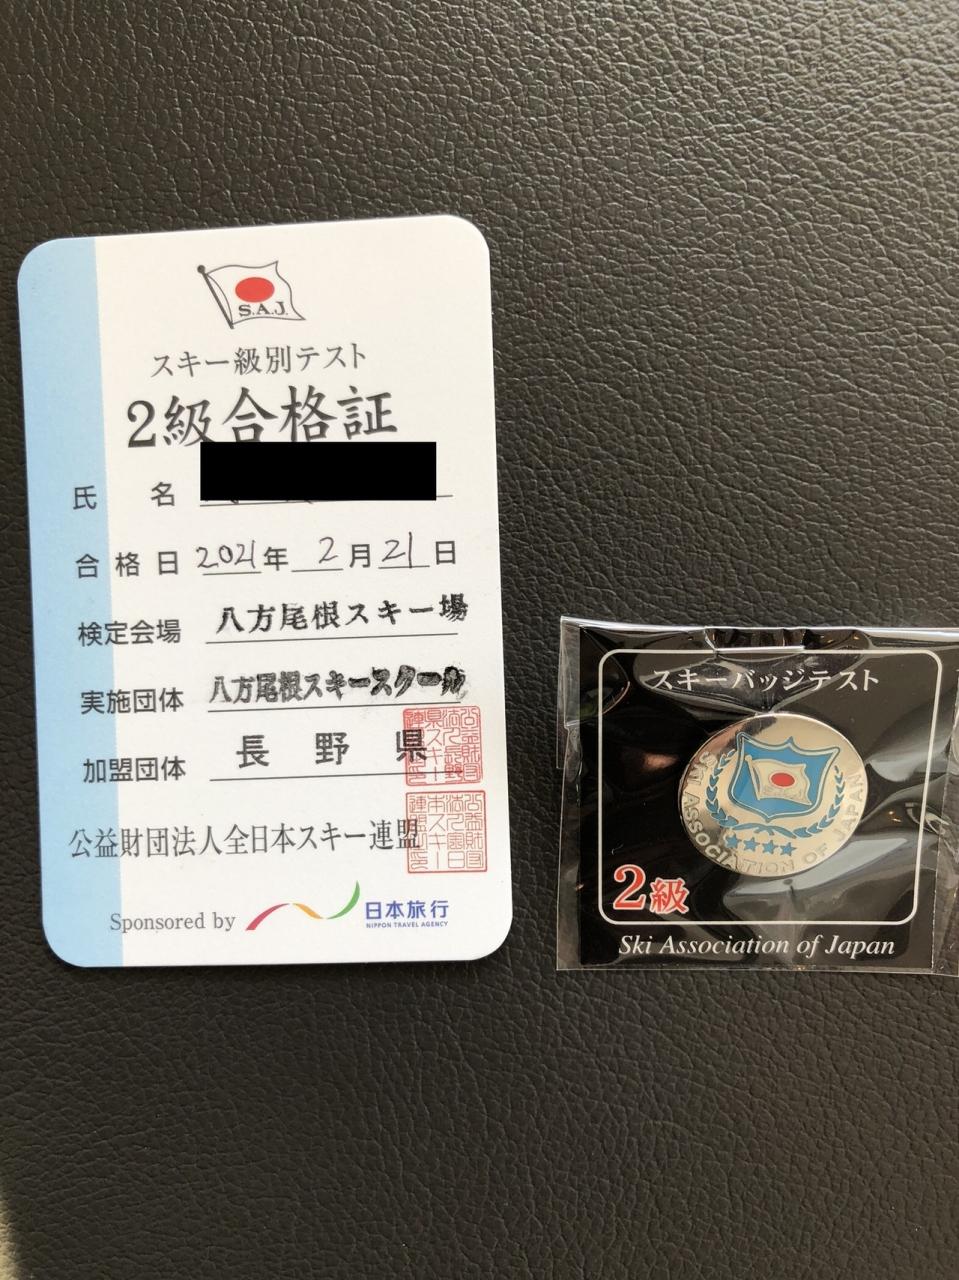 S.A.J.
スキー級別テスト
2級合格証
氏 名
合格日 2021年 2月21日
検定会場 八方尾根スキー場
実施団体 八方尾根スキースクール
加盟団体 長野県
公益財団法人全日本スキー連盟
Sponsored by 日本旅行
NIPPON TRAVEL AGENCY
スキーバッジテスト
SKI ASSOCIATION OF JAPAN
2級
Ski Association of Japan